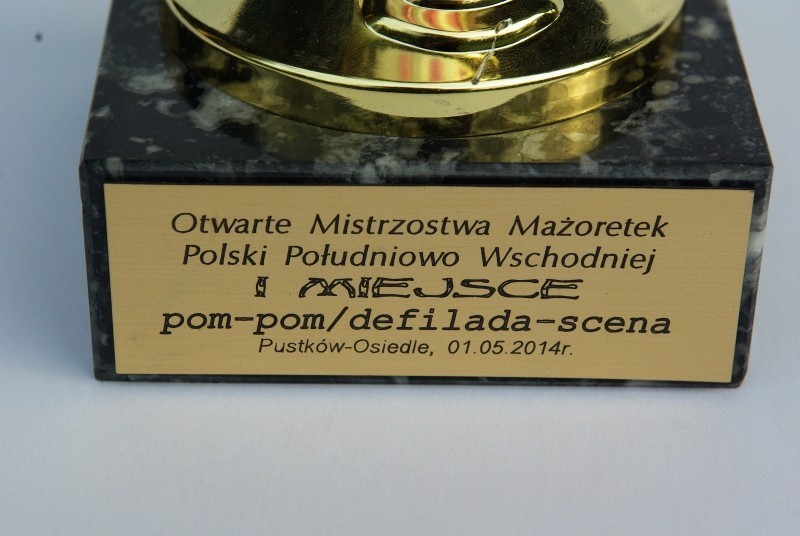 Otwarte Mistrzostwa Mażoretek
Polski Południowo Wschodniej
I MIEJSCE
pom-pom/defilada-scena
Pustków-Osiedle, 01.05.2014r.